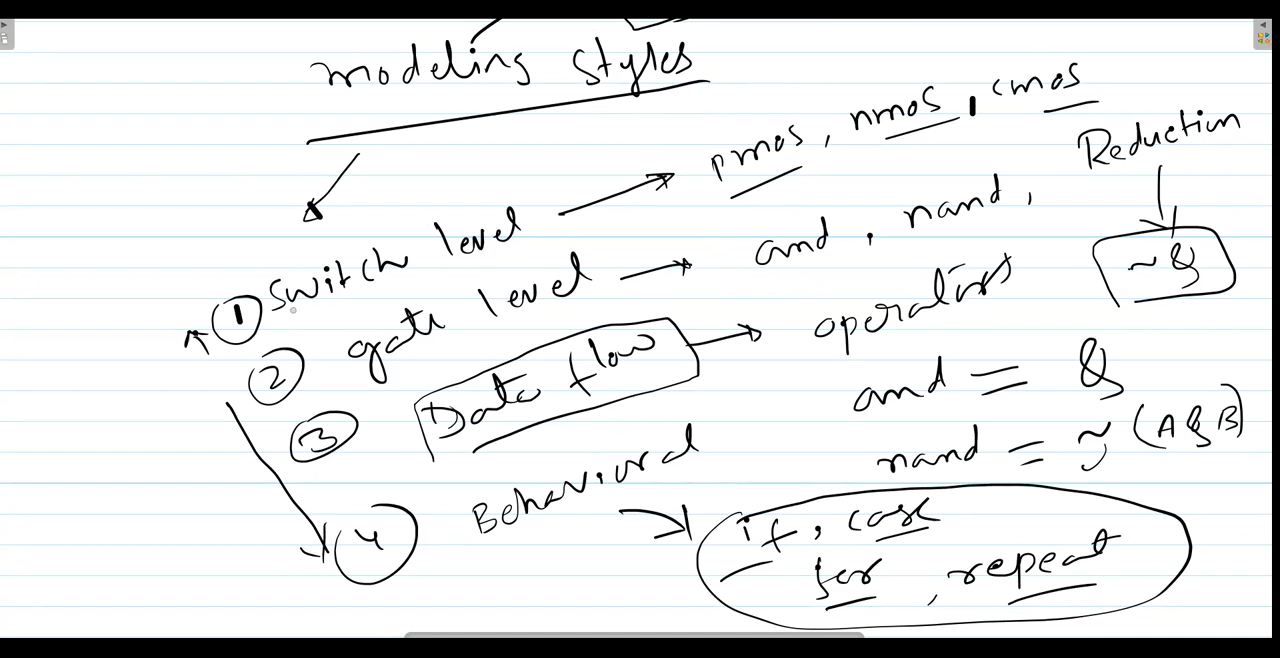 modeling styles
① Switch level → pmos, nmos, cmos
② gate level → and, nand,
Reduction
~&
③ Data flow → operators
and = &
nand = ~(A&B)
④ Behavioural → if, case
for, repeat